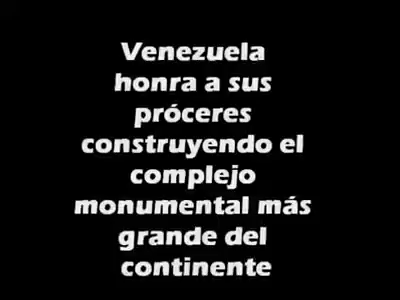 Venezuela
honra a sus
próceres
construyendo el
complejo
monumental más
grande del
continente